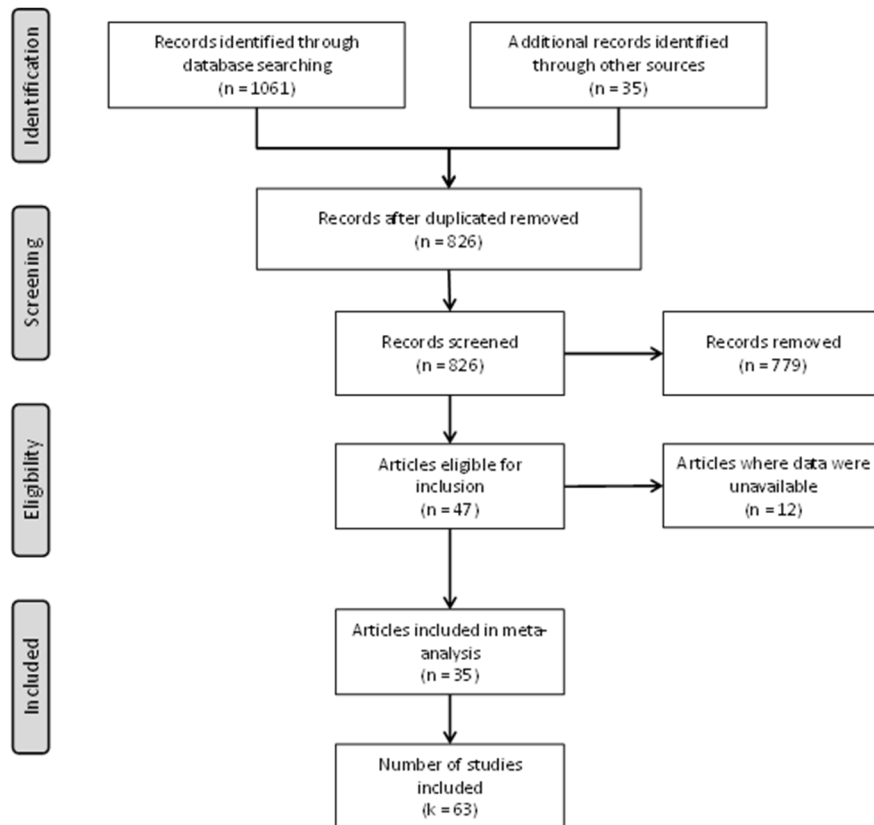 Identification
Records identified through
database searching
(n = 1061)
Additional records identified
through other sources
(n = 35)
Records after duplicated removed
(n = 826)
Screening
Records screened
(n = 826)
Records removed
(n = 779)
Eligibility
Articles eligible for
inclusion
(n = 47)
Articles where data were
unavailable
(n = 12)
Included
Articles included in meta-
analysis
(n = 35)
Number of studies
included
(k = 63)